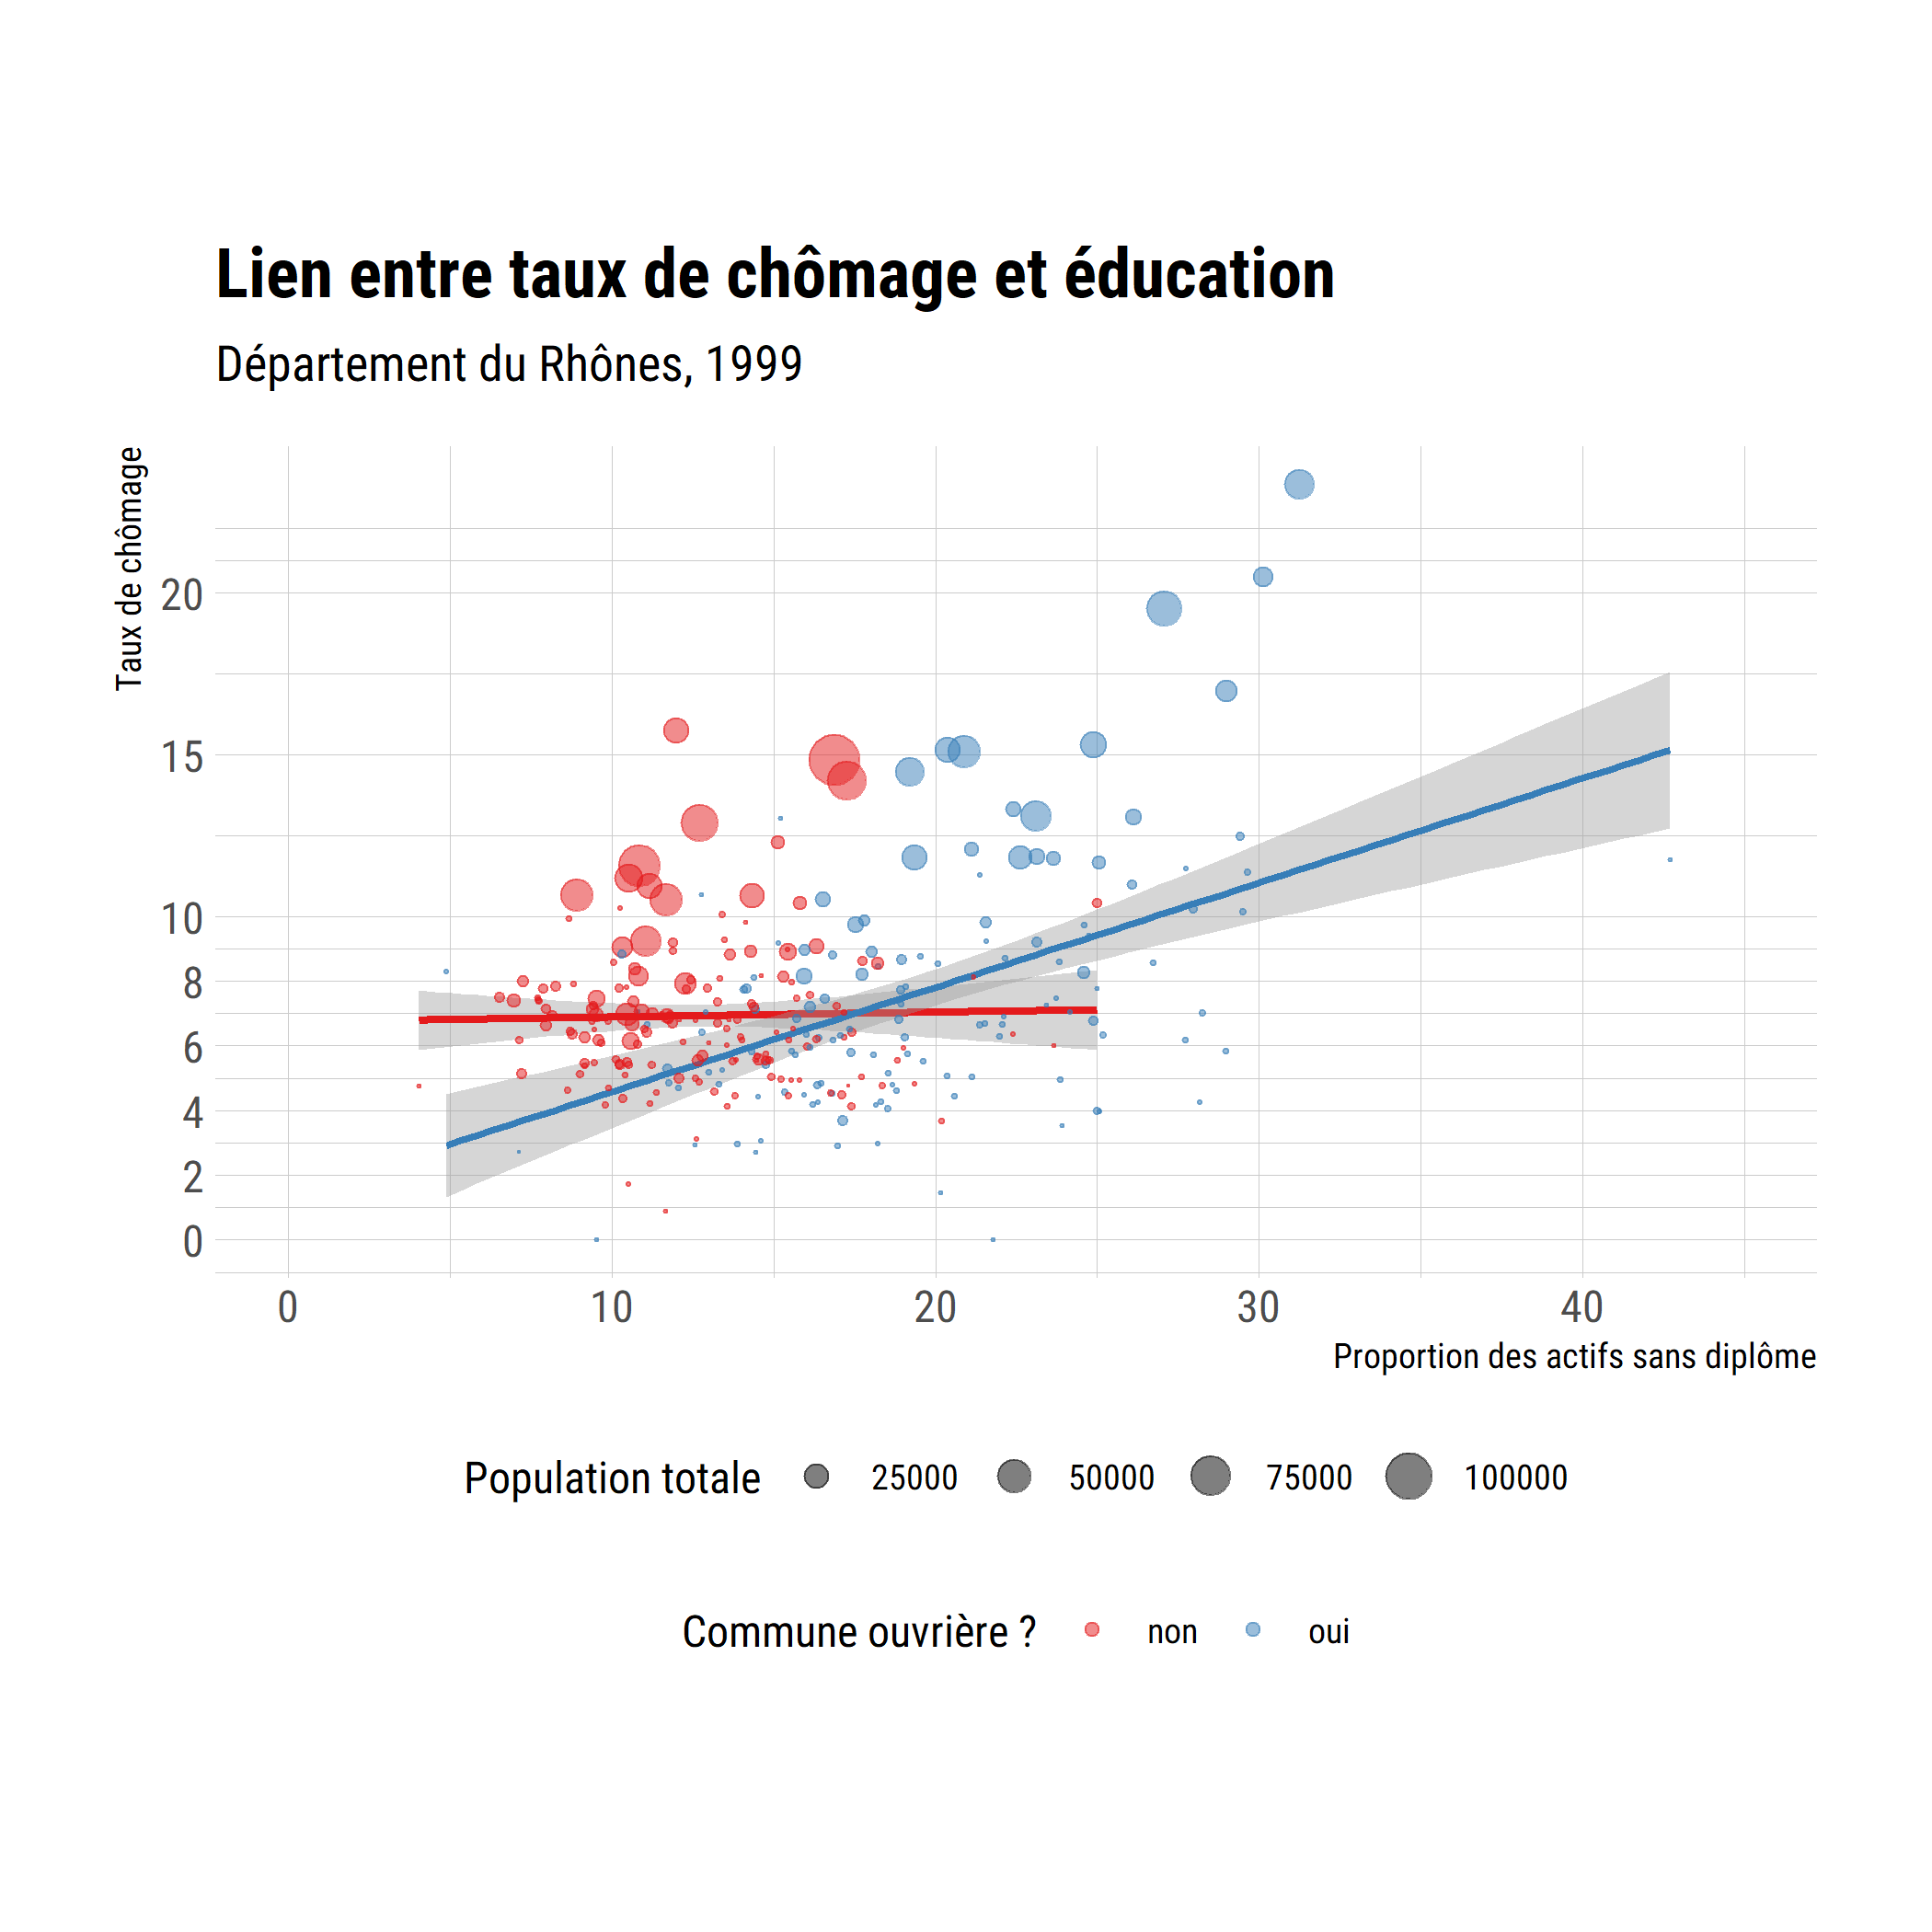 Lien entre taux de chômage et éducation
Département du Rhônes, 1999
Taux de chômage
20
15
10
8
6
4
2
0
0 10 20 30 40
Proportion des actifs sans diplôme
Population totale 25000 50000 75000 100000
Commune ouvrière ? non oui